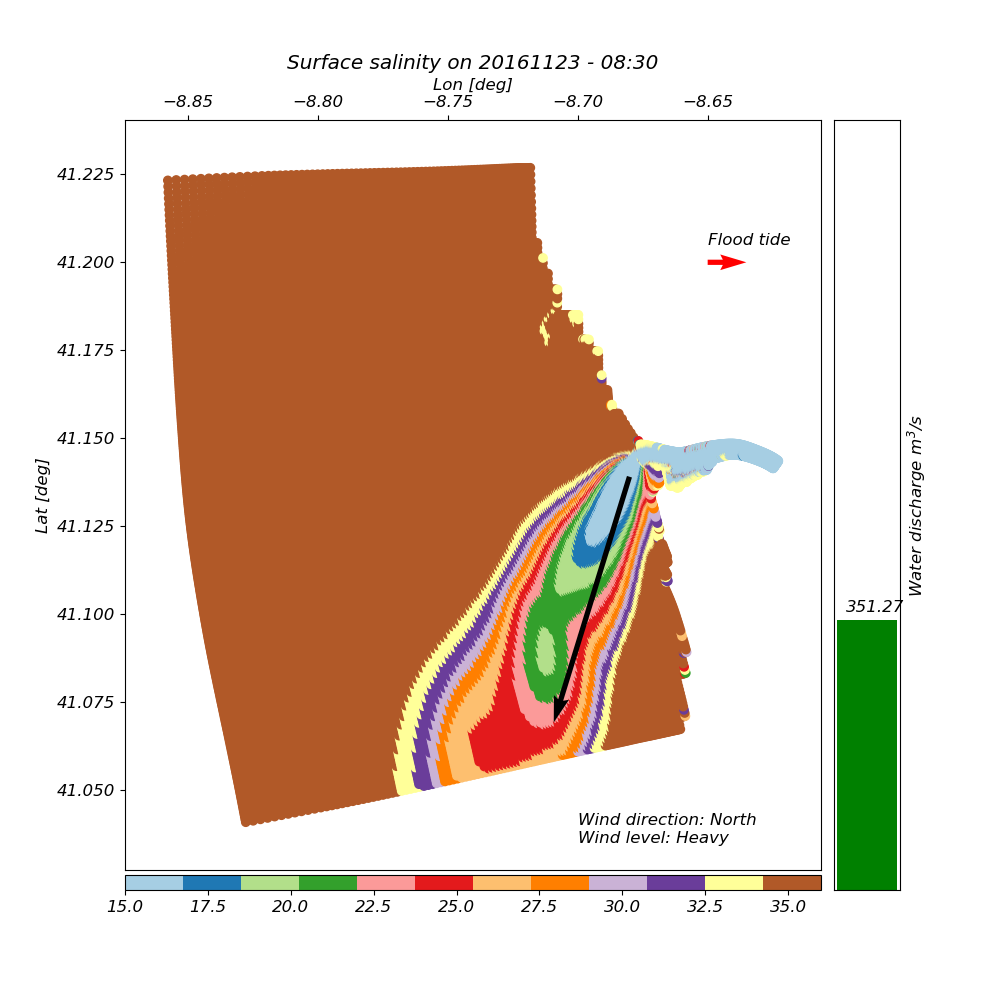 Surface salinity on 20161123 - 08:30
Lon [deg]
−8.85 −8.80 −8.75 −8.70 −8.65
41.225
Flood tide
41.200
41.175
41.150
Lat [deg]
41.125
41.100
41.075
41.050
Water discharge m³/s
351.27
Wind direction: North
Wind level: Heavy
15.0 17.5 20.0 22.5 25.0 27.5 30.0 32.5 35.0